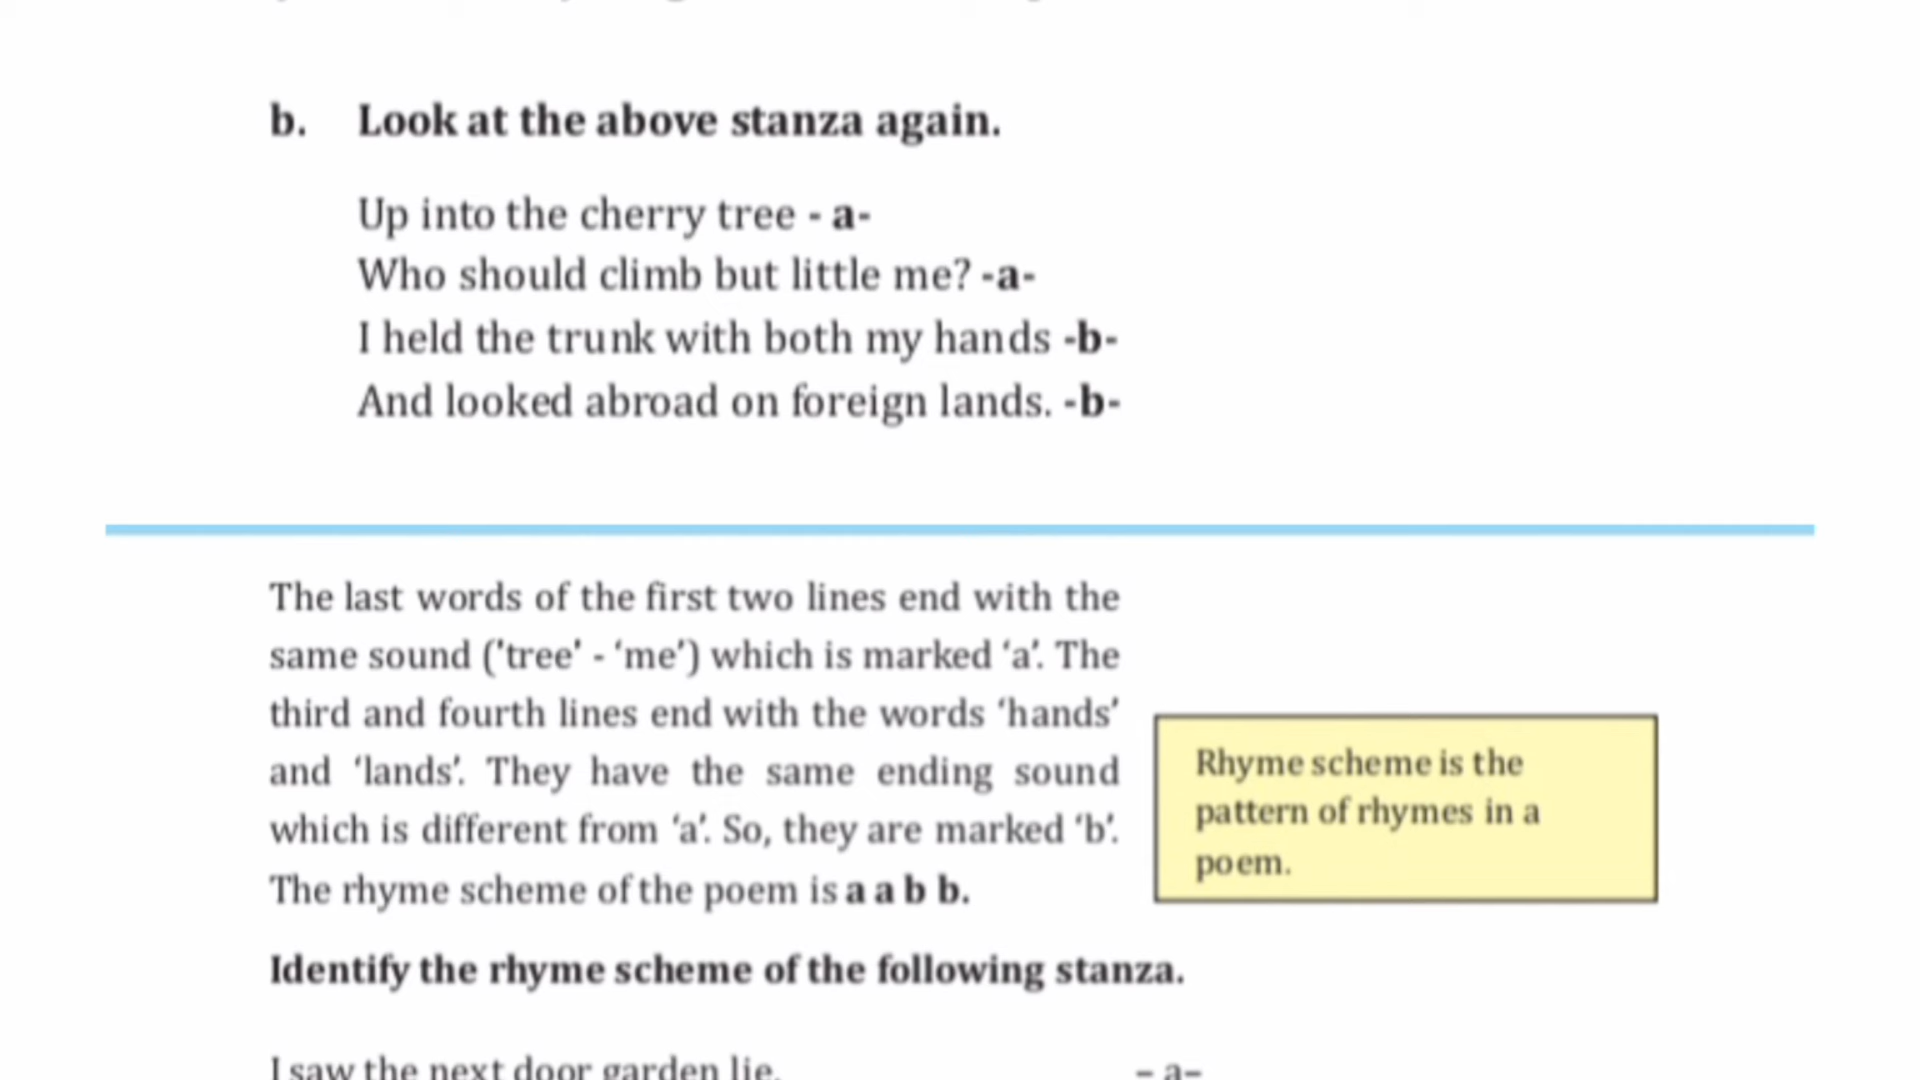 b. Look at the above stanza again.
Up into the cherry tree - a-
Who should climb but little me? -a-
I held the trunk with both my hands -b-
And looked abroad on foreign lands. -b-
The last words of the first two lines end with the
same sound ('tree' - ‘me’) which is marked ‘a’. The
third and fourth lines end with the words ‘hands’
and ‘lands’. They have the same ending sound
which is different from ‘a’. So, they are marked ‘b’.
The rhyme scheme of the poem is a a b b.
Rhyme scheme is the
pattern of rhymes in a
poem.
Identify the rhyme scheme of the following stanza.
I saw the next door garden lie, – a–